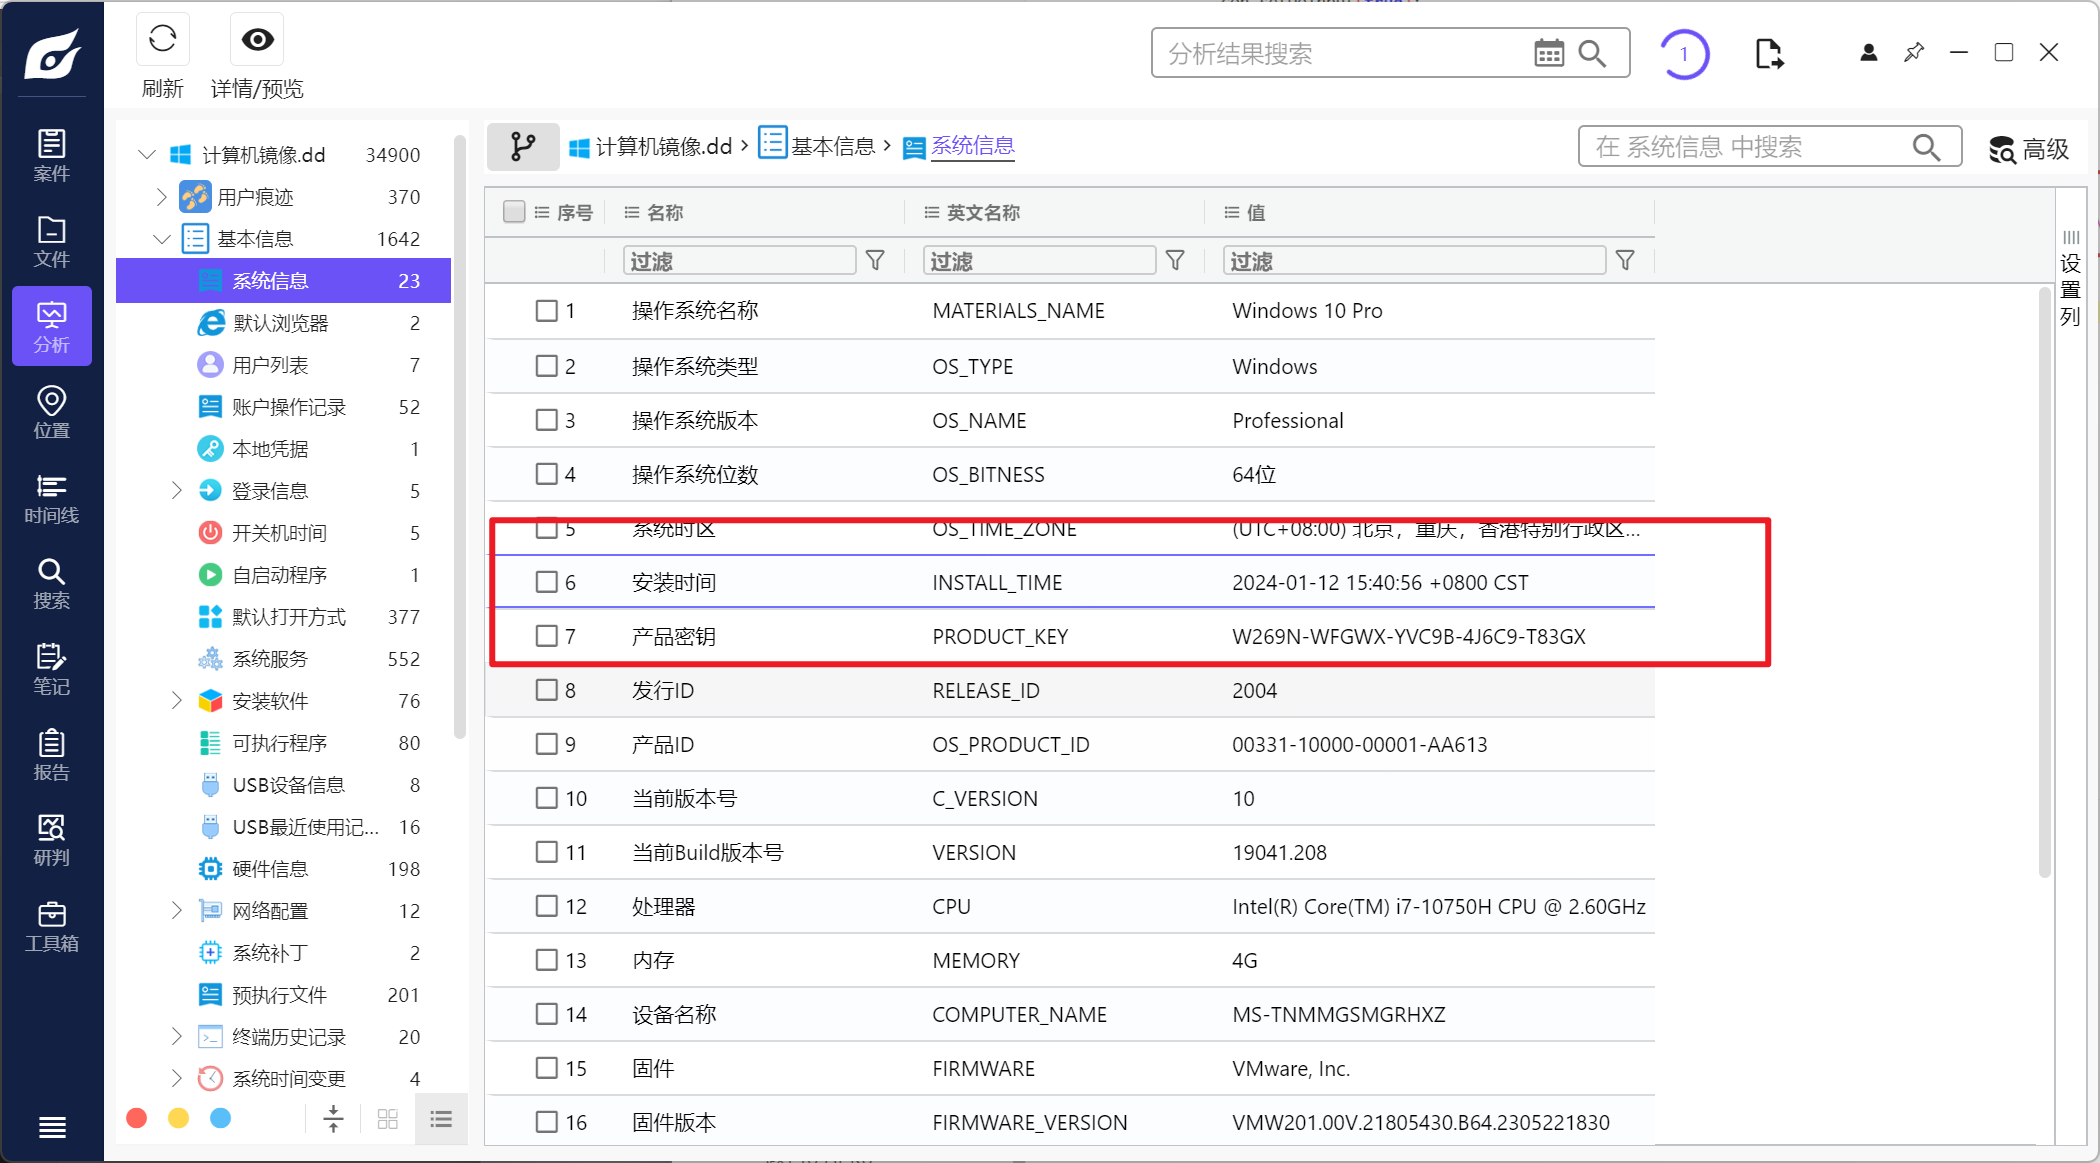 刷新
详情/预览
分析结果搜索
1
案件
文件
分析
位置
时间线
搜索
笔记
报告
研判
工具箱
计算机镜像.dd 34900
用户痕迹 370
基本信息 1642
系统信息 23
默认浏览器 2
用户列表 7
账户操作记录 52
本地凭据 1
登录信息 5
开关机时间 5
自启动程序 1
默认打开方式 377
系统服务 552
安装软件 76
可执行程序 80
USB设备信息 8
USB最近使用记... 16
硬件信息 198
网络配置 12
系统补丁 2
预执行文件 201
终端历史记录 20
系统时间变更 4
计算机镜像.dd › 基本信息 › 系统信息
在 系统信息 中搜索
高级
序号 名称 英文名称 值
过滤 过滤 过滤
1 操作系统名称 MATERIALS_NAME Windows 10 Pro
2 操作系统类型 OS_TYPE Windows
3 操作系统版本 OS_NAME Professional
4 操作系统位数 OS_BITNESS 64位
5 系统时区 OS_TIME_ZONE (UTC+08:00) 北京，重庆，香港特别行政区...
6 安装时间 INSTALL_TIME 2024-01-12 15:40:56 +0800 CST
7 产品密钥 PRODUCT_KEY W269N-WFGWX-YVC9B-4J6C9-T83GX
8 发行ID RELEASE_ID 2004
9 产品ID OS_PRODUCT_ID 00331-10000-00001-AA613
10 当前版本号 C_VERSION 10
11 当前Build版本号 VERSION 19041.208
12 处理器 CPU Intel(R) Core(TM) i7-10750H CPU @ 2.60GHz
13 内存 MEMORY 4G
14 设备名称 COMPUTER_NAME MS-TNMMGSMGRHXZ
15 固件 FIRMWARE VMware, Inc.
16 固件版本 FIRMWARE_VERSION VMW201.00V.21805430.B64.2305221830
设置列